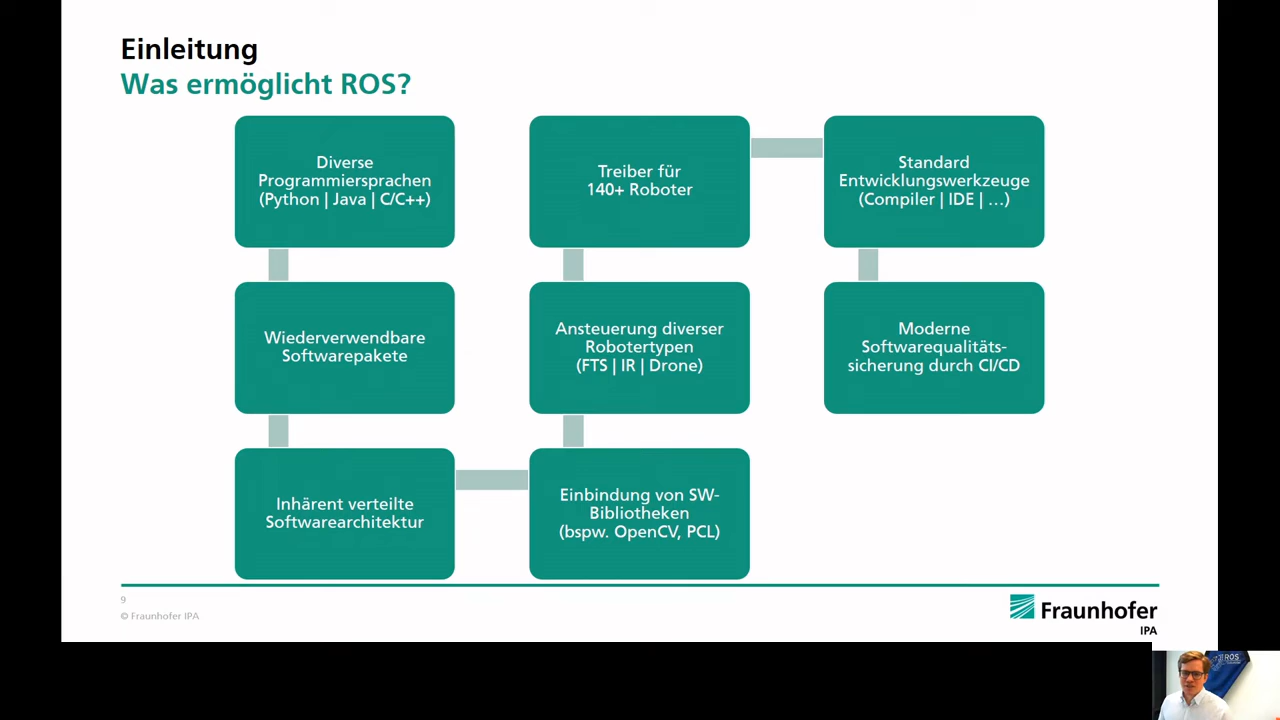 Einleitung
Was ermöglicht ROS?
Diverse
Programmiersprachen
(Python | Java | C/C++)
Wiederverwendbare
Softwarepakete
Inhärent verteilte
Softwarearchitektur
Einbindung von SW-
Bibliotheken
(bspw. OpenCV, PCL)
Ansteuerung diverser
Robotertypen
(FTS | IR | Drone)
Treiber für
140+ Roboter
Standard
Entwicklungswerkzeuge
(Compiler | IDE | …)
Moderne
Softwarequalitäts-
sicherung durch CI/CD
9
© Fraunhofer IPA
Fraunhofer
IPA
ROS